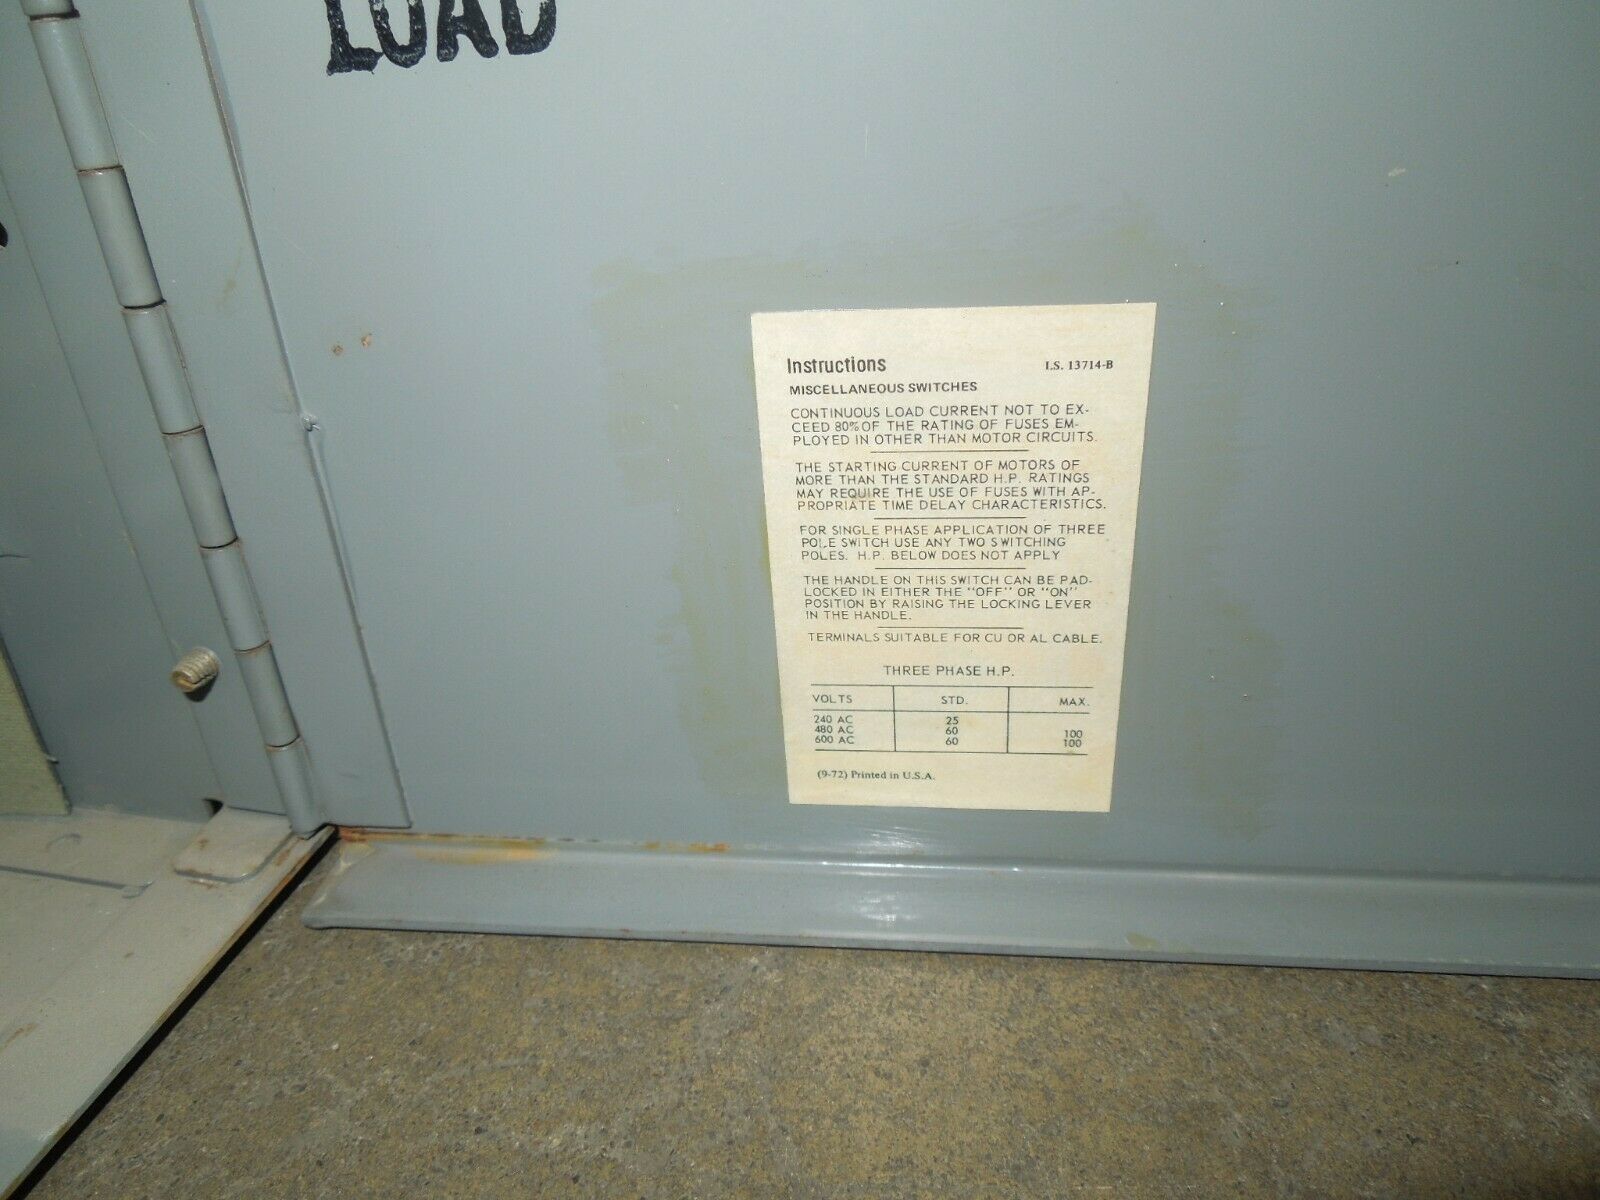 LOAD
Instructions I.S. 13714-B
MISCELLANEOUS SWITCHES
CONTINUOUS LOAD CURRENT NOT TO EX-
CEED 80% OF THE RATING OF FUSES EM-
PLOYED IN OTHER THAN MOTOR CIRCUITS.
THE STARTING CURRENT OF MOTORS OF
MORE THAN THE STANDARD H.P. RATINGS
MAY REQUIRE THE USE OF FUSES WITH AP-
PROPRIATE TIME DELAY CHARACTERISTICS.
FOR SINGLE PHASE APPLICATION OF THREE
POLE SWITCH USE ANY TWO SWITCHING
POLES. H.P. BELOW DOES NOT APPLY
THE HANDLE ON THIS SWITCH CAN BE PAD-
LOCKED IN EITHER THE "OFF" OR "ON"
POSITION BY RAISING THE LOCKING LEVER
IN THE HANDLE.
TERMINALS SUITABLE FOR CU OR AL CABLE.
THREE PHASE H.P.
VOLTS STD. MAX.
240 AC 25
480 AC 60 100
600 AC 60 100
(9-72) Printed in U.S.A.